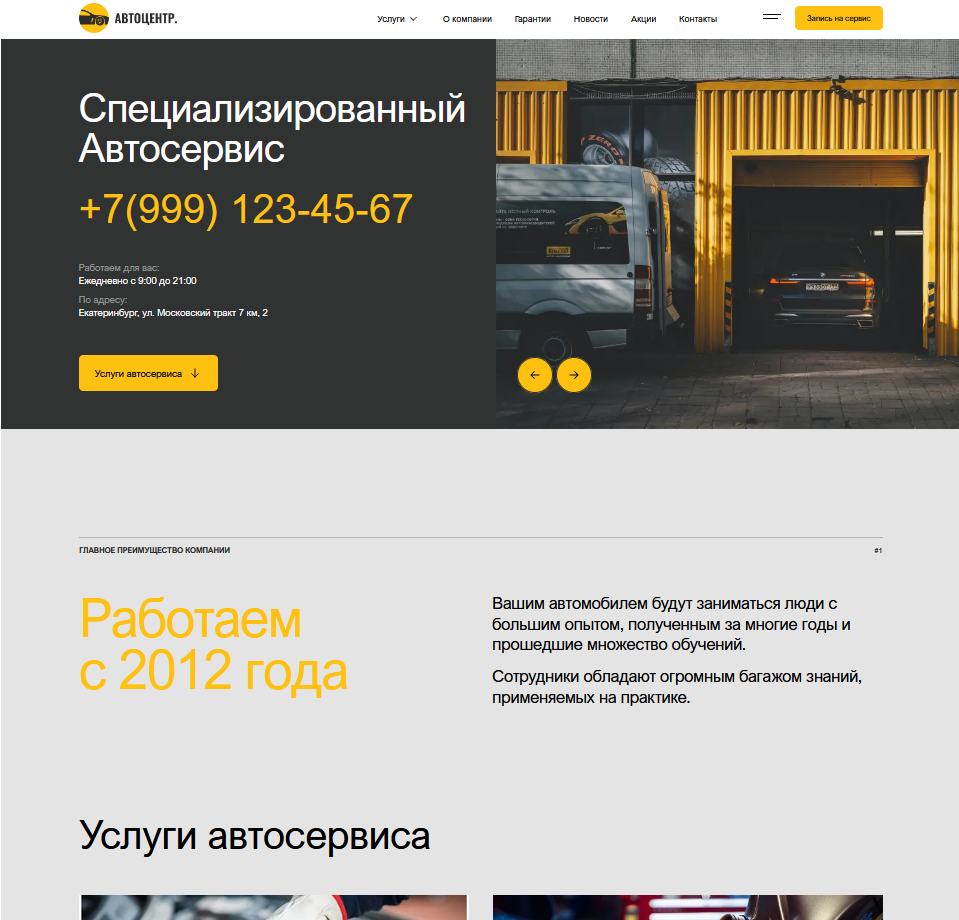 АВТОЦЕНТР.
Услуги
О компании
Гарантии
Новости
Акции
Контакты
Запись на сервис
Специализированный
Автосервис
+7(999) 123-45-67
Работаем для вас:
Ежедневно с 9:00 до 21:00
По адресу:
Екатеринбург, ул. Московский тракт 7 км, 2
Услуги автосервиса
P ZERO
ГЛАВНОЕ ПРЕИМУЩЕСТВО КОМПАНИИ
#1
Работаем
с 2012 года
Вашим автомобилем будут заниматься люди с
большим опытом, полученным за многие годы и
прошедшие множество обучений.
Сотрудники обладают огромным багажом знаний,
применяемых на практике.
Услуги автосервиса